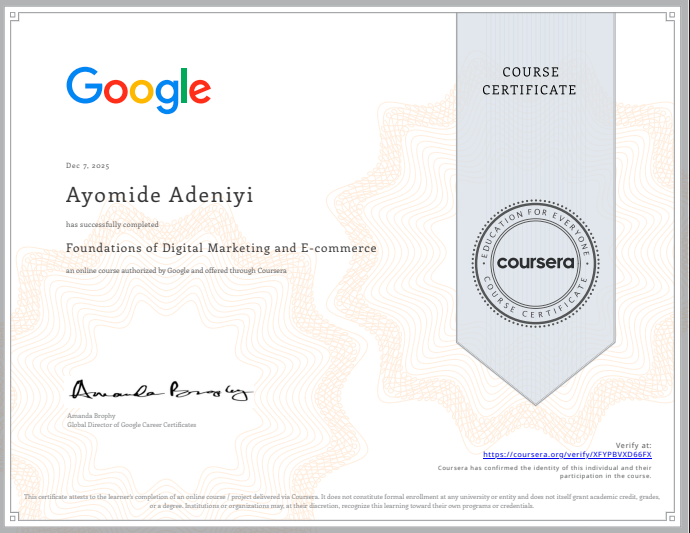 Google
COURSE
CERTIFICATE
Dec 7, 2025
Ayomide Adeniyi
has successfully completed
Foundations of Digital Marketing and E-commerce
an online course authorized by Google and offered through Coursera
EDUCATION FOR EVERYONE
coursera
COURSE CERTIFICATE
Amanda Brophy
Amanda Brophy
Global Director of Google Career Certificates
Verify at:
https://coursera.org/verify/XFYPBVXD66FX
Coursera has confirmed the identity of this individual and their
participation in the course.
This certificate attests to the learner's completion of an online course / project delivered via Coursera. It does not constitute formal enrollment at any university or entity and does not itself grant academic credit, grades,
or a degree. Institutions or organizations may, at their discretion, recognize this learning toward their own programs or credentials.